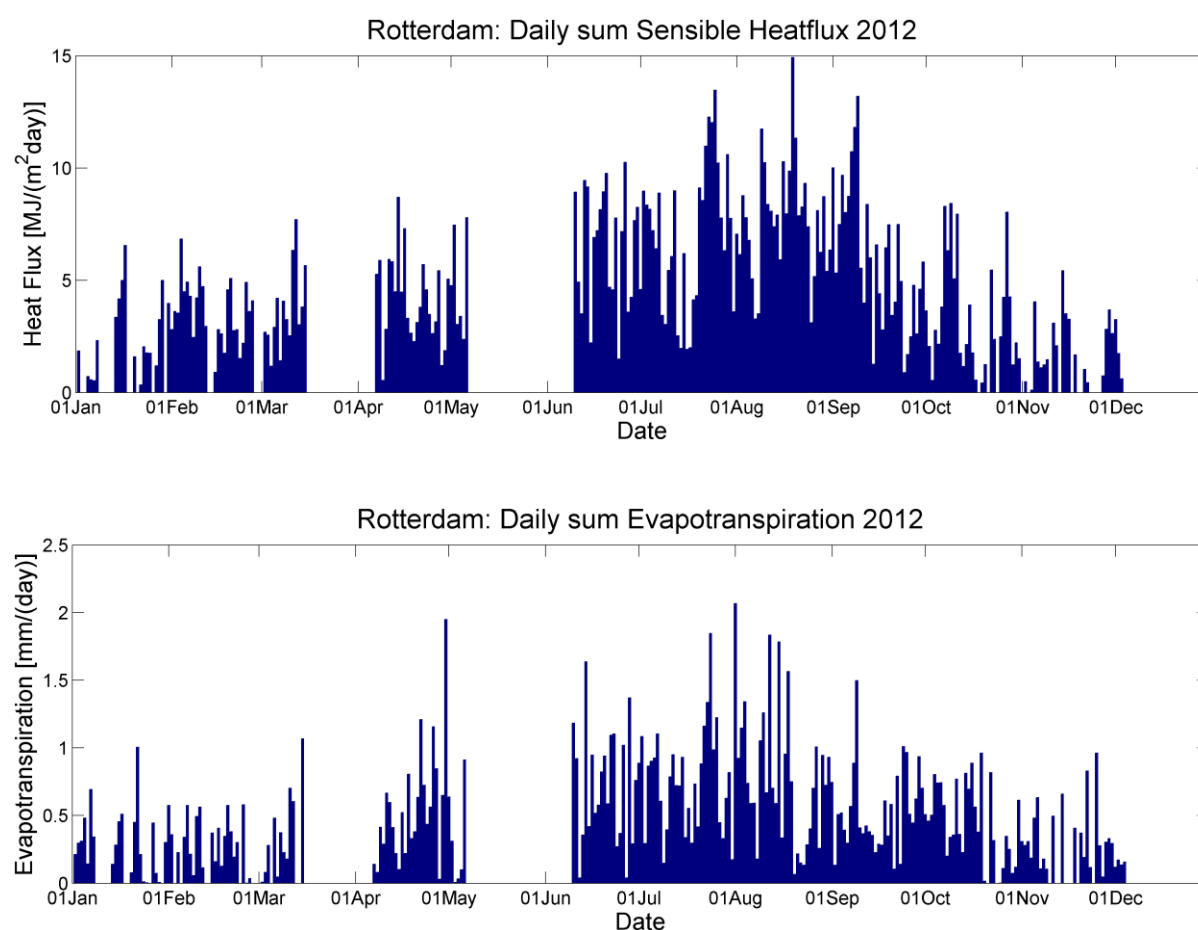 Rotterdam: Daily sum Sensible Heatflux 2012
Heat Flux [MJ/(m²day)]
15
10
5
0
01Jan 01Feb 01Mar 01Apr 01May 01Jun 01Jul 01Aug 01Sep 01Oct 01Nov 01Dec
Date
Rotterdam: Daily sum Evapotranspiration 2012
Evapotranspiration [mm/(day)]
2.5
2
1.5
1
0.5
0
01Jan 01Feb 01Mar 01Apr 01May 01Jun 01Jul 01Aug 01Sep 01Oct 01Nov 01Dec
Date